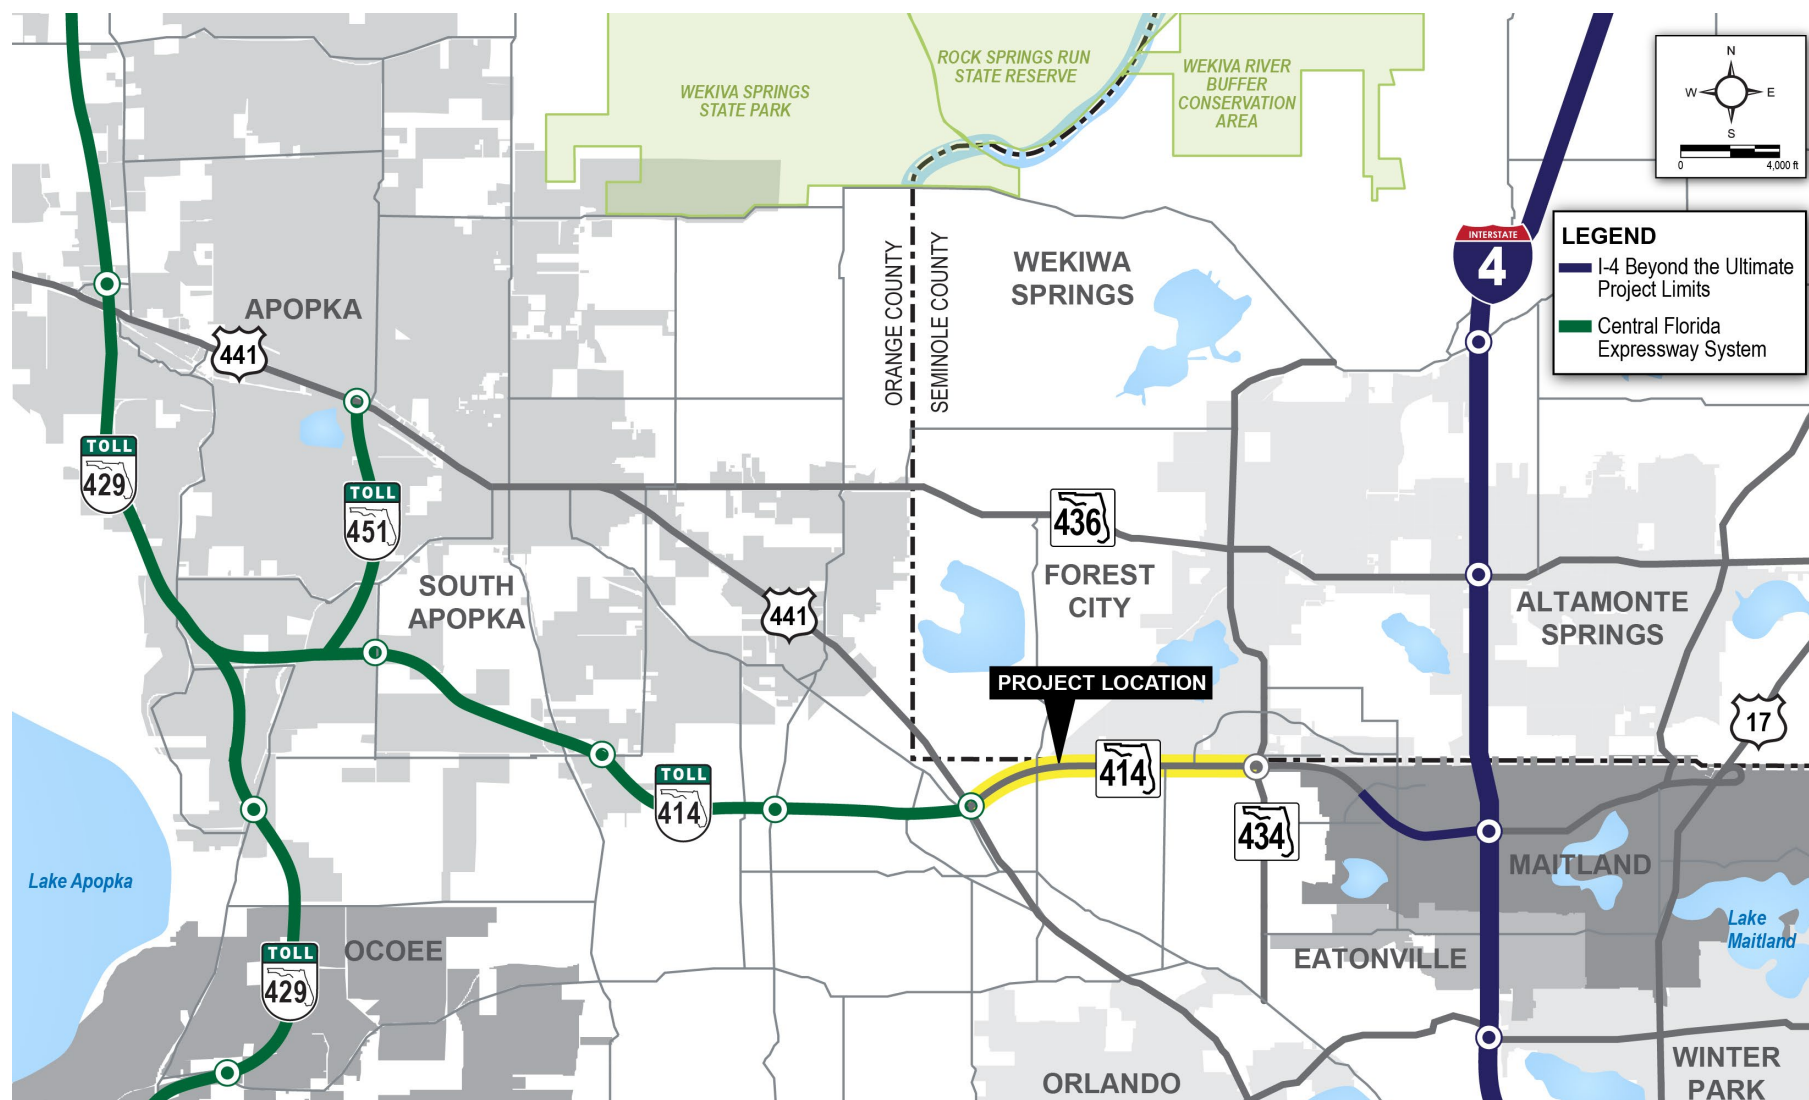 ROCK SPRINGS RUN
STATE RESERVE
WEKIVA RIVER
BUFFER
CONSERVATION
AREA
WEKIVA SPRINGS
STATE PARK
N
W
E
S
0
4,000 ft
INTERSTATE
4
LEGEND
I-4 Beyond the Ultimate
Project Limits
Central Florida
Expressway System
ORANGE COUNTY
SEMINOLE COUNTY
WEKIWA
SPRINGS
APOPKA
441
TOLL
429
TOLL
451
436
SOUTH
APOPKA
441
FOREST
CITY
ALTAMONTE
SPRINGS
PROJECT LOCATION
17
414
TOLL
414
434
MAITLAND
Lake Apopka
Lake
Maitland
OCOEE
EATONVILLE
TOLL
429
ORLANDO
WINTER
PARK